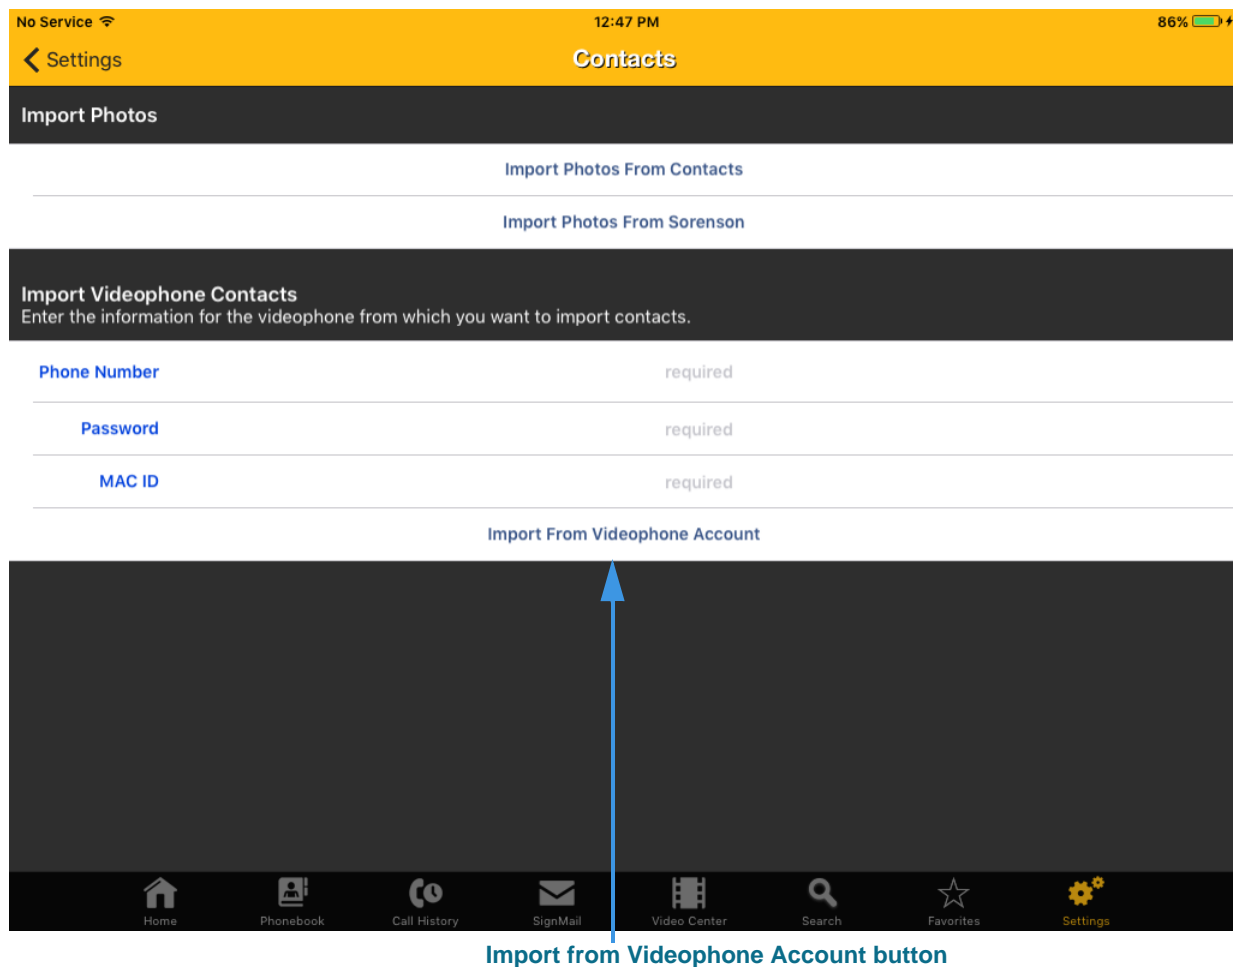 No Service 12:47 PM 86%
Settings Contacts
Import Photos
Import Photos From Contacts
Import Photos From Sorenson
Import Videophone Contacts
Enter the information for the videophone from which you want to import contacts.
Phone Number required
Password required
MAC ID required
Import From Videophone Account
Home Phonebook Call History SignMail Video Center Search Favorites Settings
Import from Videophone Account button